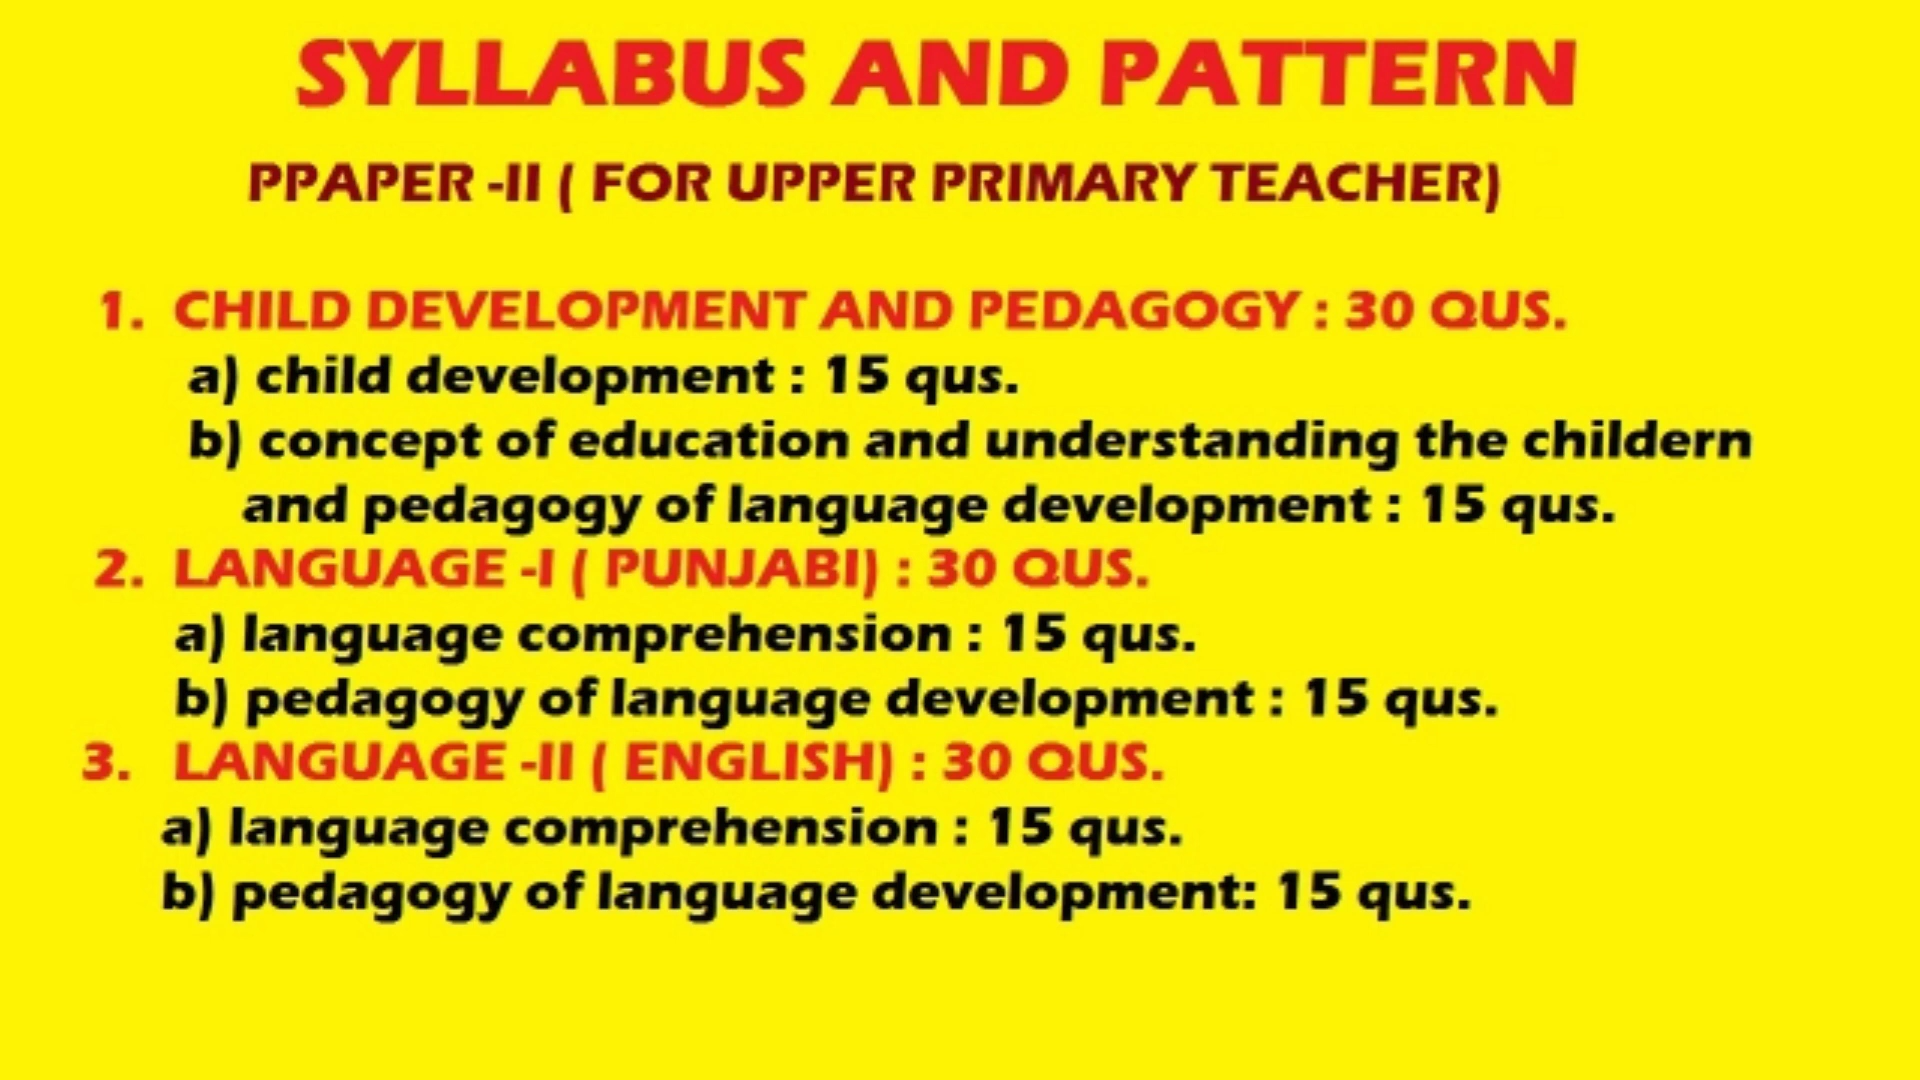 SYLLABUS AND PATTERN
PPAPER -II ( FOR UPPER PRIMARY TEACHER)
1. CHILD DEVELOPMENT AND PEDAGOGY : 30 QUS.
a) child development : 15 qus.
b) concept of education and understanding the childern
and pedagogy of language development : 15 qus.
2. LANGUAGE -I ( PUNJABI) : 30 QUS.
a) language comprehension : 15 qus.
b) pedagogy of language development : 15 qus.
3. LANGUAGE -II ( ENGLISH) : 30 QUS.
a) language comprehension : 15 qus.
b) pedagogy of language development: 15 qus.